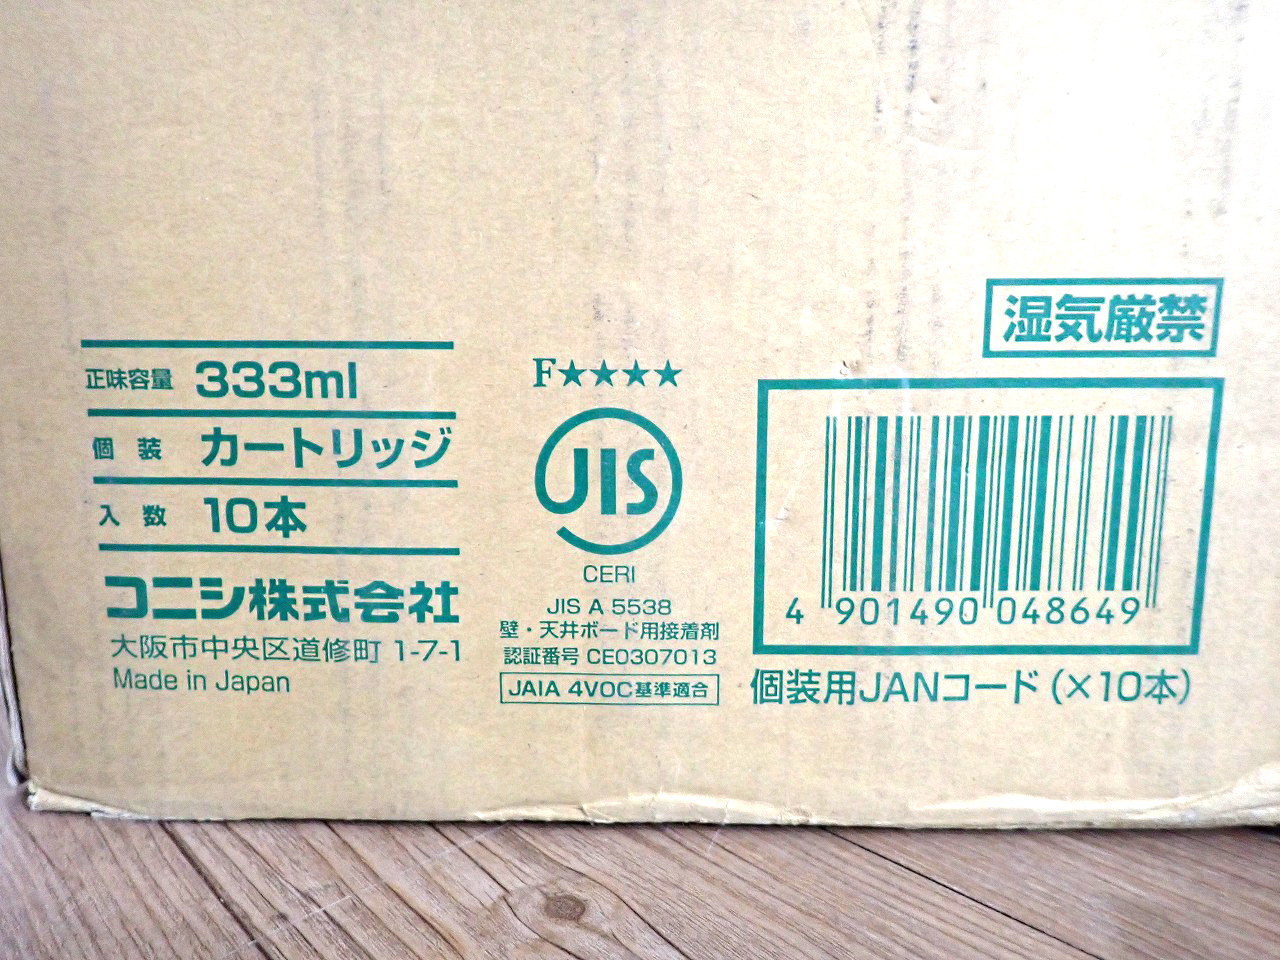 正味容量 333ml
個装 カートリッジ
入数 10本
コニシ株式会社
大阪市中央区道修町 1-7-1
Made in Japan
F★★★★
JIS
CERI
JIS A 5538
壁・天井ボード用接着剤
認証番号 CE0307013
JAIA 4VOC基準適合
湿気厳禁
4 901490 048649
個装用JANコード (×10本)